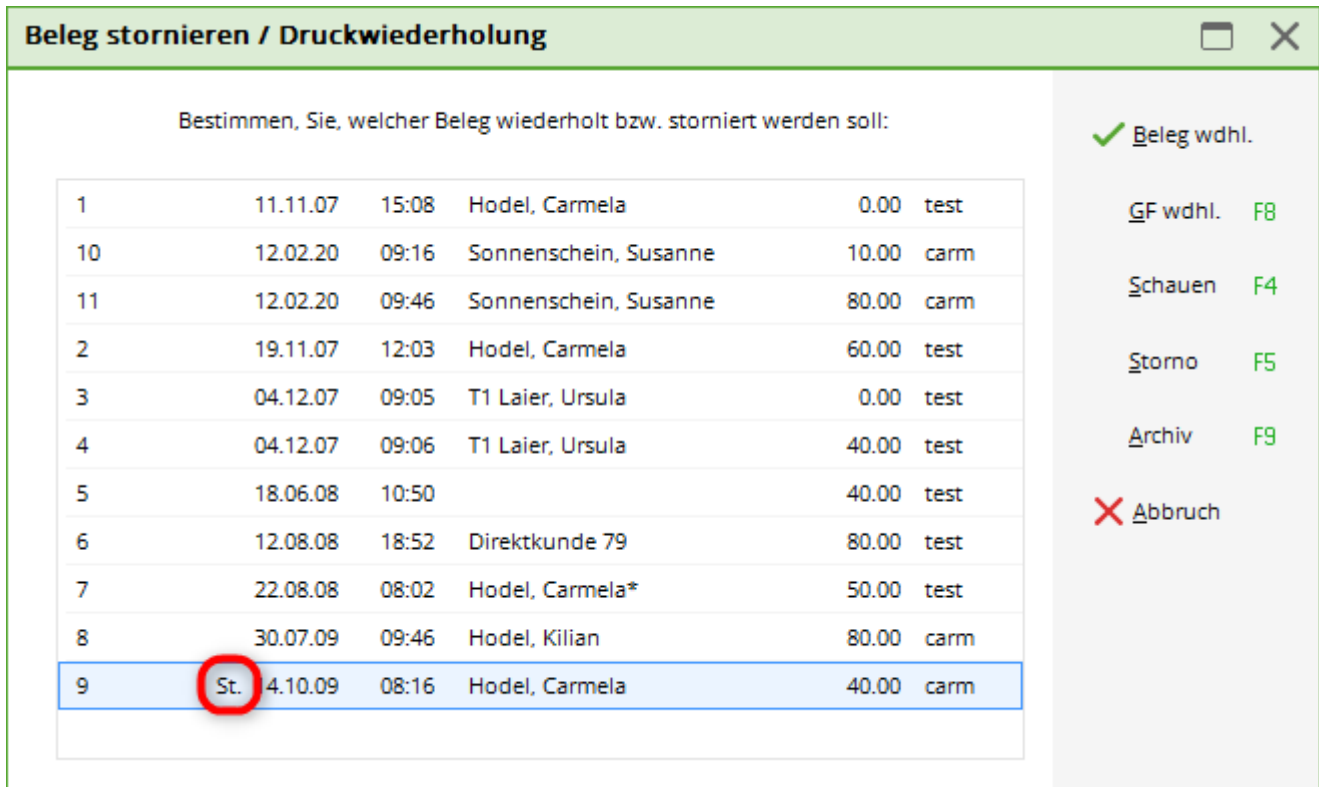 Beleg stornieren / Druckwiederholung
Bestimmen, Sie, welcher Beleg wiederholt bzw. storniert werden soll:
1 11.11.07 15:08 Hodel, Carmela 0.00 test
10 12.02.20 09:16 Sonnenschein, Susanne 10.00 carm
11 12.02.20 09:46 Sonnenschein, Susanne 80.00 carm
2 19.11.07 12:03 Hodel, Carmela 60.00 test
3 04.12.07 09:05 T1 Laier, Ursula 0.00 test
4 04.12.07 09:06 T1 Laier, Ursula 40.00 test
5 18.06.08 10:50 40.00 test
6 12.08.08 18:52 Direktkunde 79 80.00 test
7 22.08.08 08:02 Hodel, Carmela* 50.00 test
8 30.07.09 09:46 Hodel, Kilian 80.00 carm
9 St. 14.10.09 08:16 Hodel, Carmela 40.00 carm
Beleg wdhl.
GF wdhl. F8
Schauen F4
Storno F5
Archiv F9
Abbruch